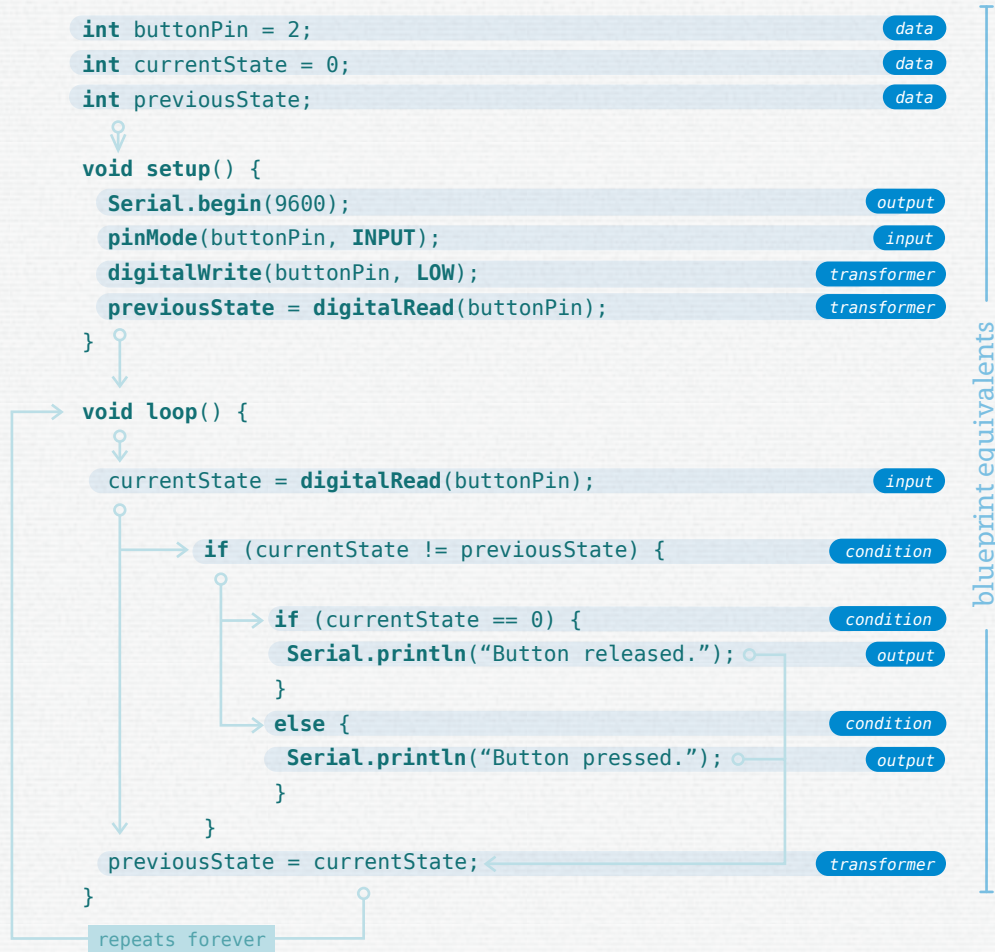 int buttonPin = 2; data
int currentState = 0; data
int previousState; data
void setup() {
Serial.begin(9600); output
pinMode(buttonPin, INPUT); input
digitalWrite(buttonPin, LOW); transformer
previousState = digitalRead(buttonPin); transformer
}
void loop() {
currentState = digitalRead(buttonPin); input
if (currentState != previousState) { condition
if (currentState == 0) { condition
Serial.println(“Button released.”); output
}
else { condition
Serial.println(“Button pressed.”); output
}
}
previousState = currentState; transformer
}
repeats forever
blueprint equivalents